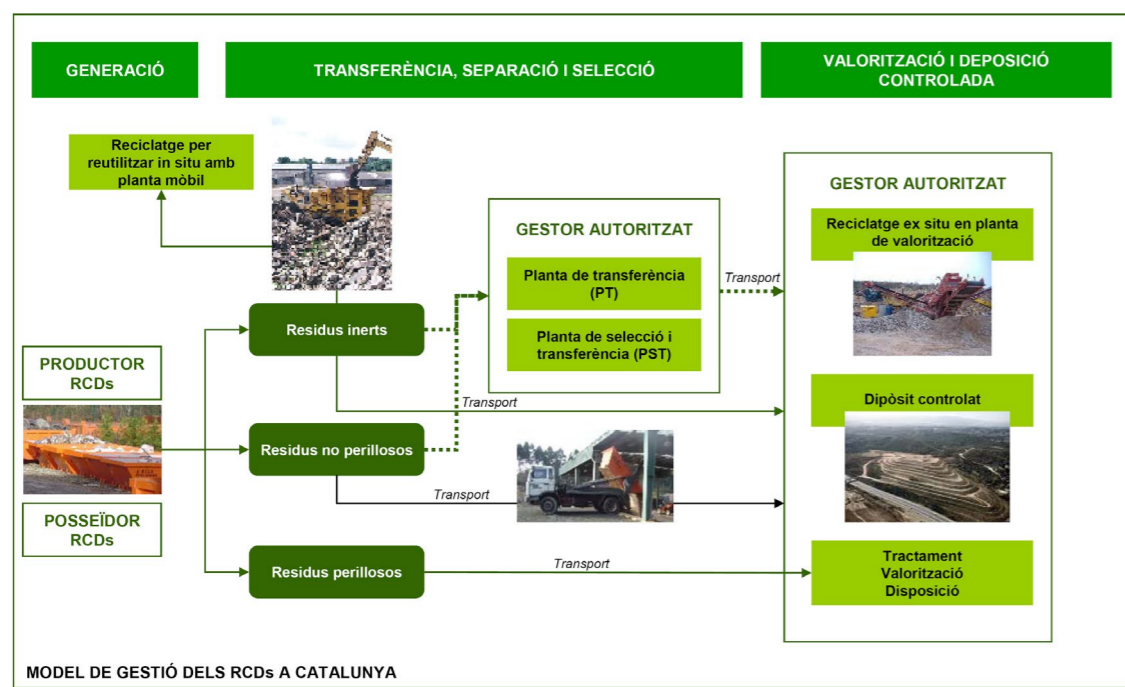 GENERACIÓ
TRANSFERÈNCIA, SEPARACIÓ I SELECCIÓ
VALORITZACIÓ I DEPOSICIÓ
CONTROLADA
Reciclatge per
reutilitzar in situ amb
planta mòbil
GESTOR AUTORITZAT
Planta de transferència
(PT)
Planta de selecció i
transferència (PST)
Transport
GESTOR AUTORITZAT
Reciclatge ex situ en planta
de valorització
Residus inerts
PRODUCTOR
RCDs
Transport
Dipòsit controlat
Residus no perillosos
Transport
POSSEÏDOR
RCDs
Residus perillosos
Transport
Tractament
Valorització
Disposició
MODEL DE GESTIÓ DELS RCDs A CATALUNYA